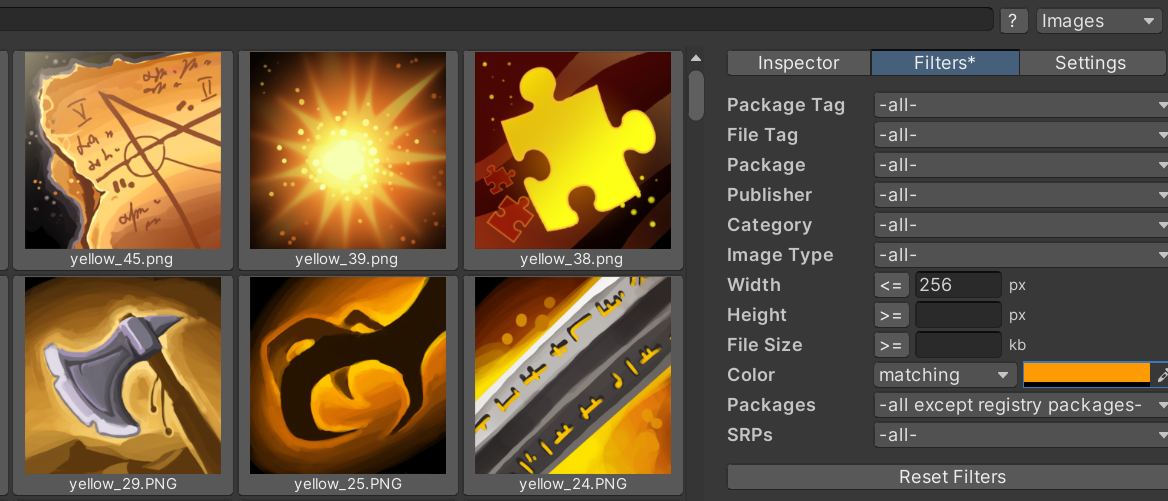 ? Images
Inspector Filters* Settings
Package Tag -all-
File Tag -all-
Package -all-
Publisher -all-
Category -all-
Image Type -all-
Width <= 256 px
Height >= px
File Size >= kb
Color matching
Packages -all except registry packages-
SRPs -all-
Reset Filters
V
II
yellow_45.png yellow_39.png yellow_38.png
yellow_29.PNG yellow_25.PNG yellow_24.PNG